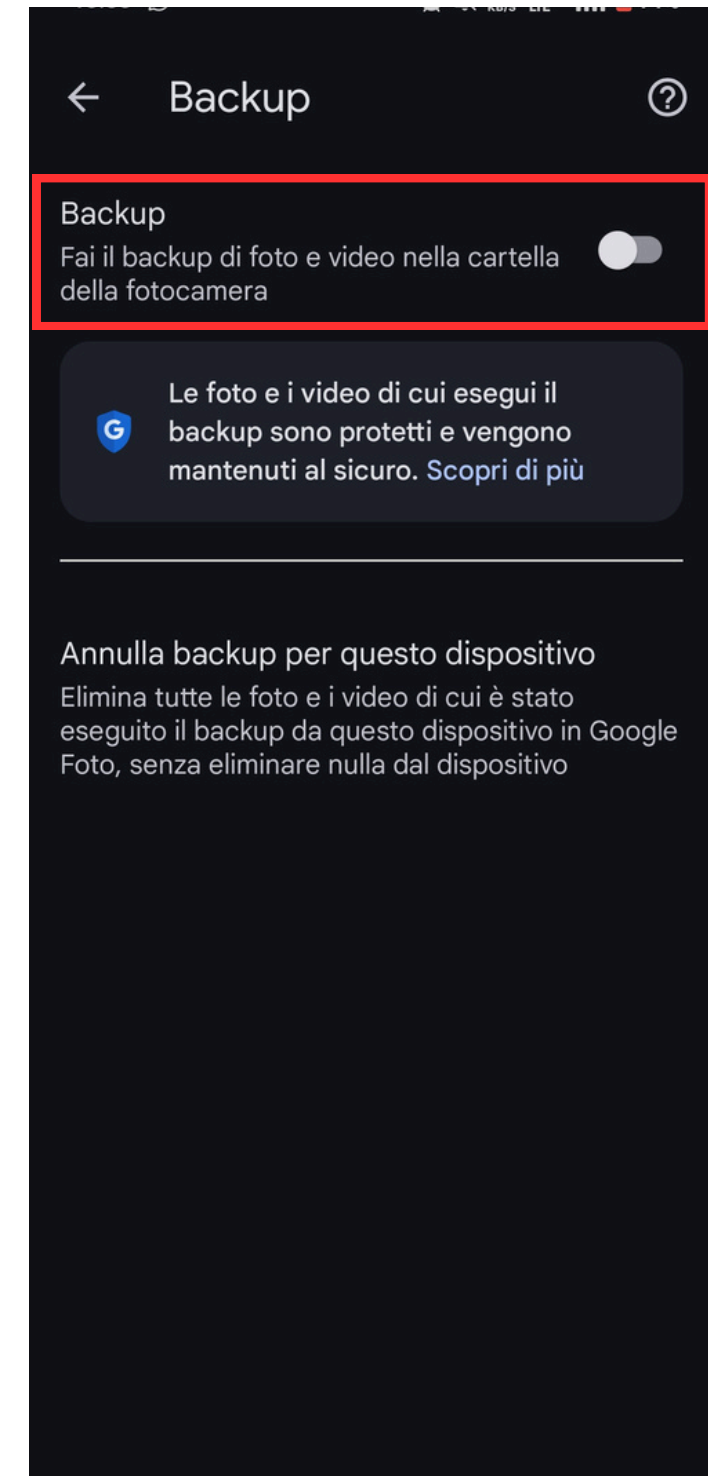 Backup
Backup
Fai il backup di foto e video nella cartella
della fotocamera
G
Le foto e i video di cui esegui il
backup sono protetti e vengono
mantenuti al sicuro. Scopri di più
Annulla backup per questo dispositivo
Elimina tutte le foto e i video di cui è stato
eseguito il backup da questo dispositivo in Google
Foto, senza eliminare nulla dal dispositivo